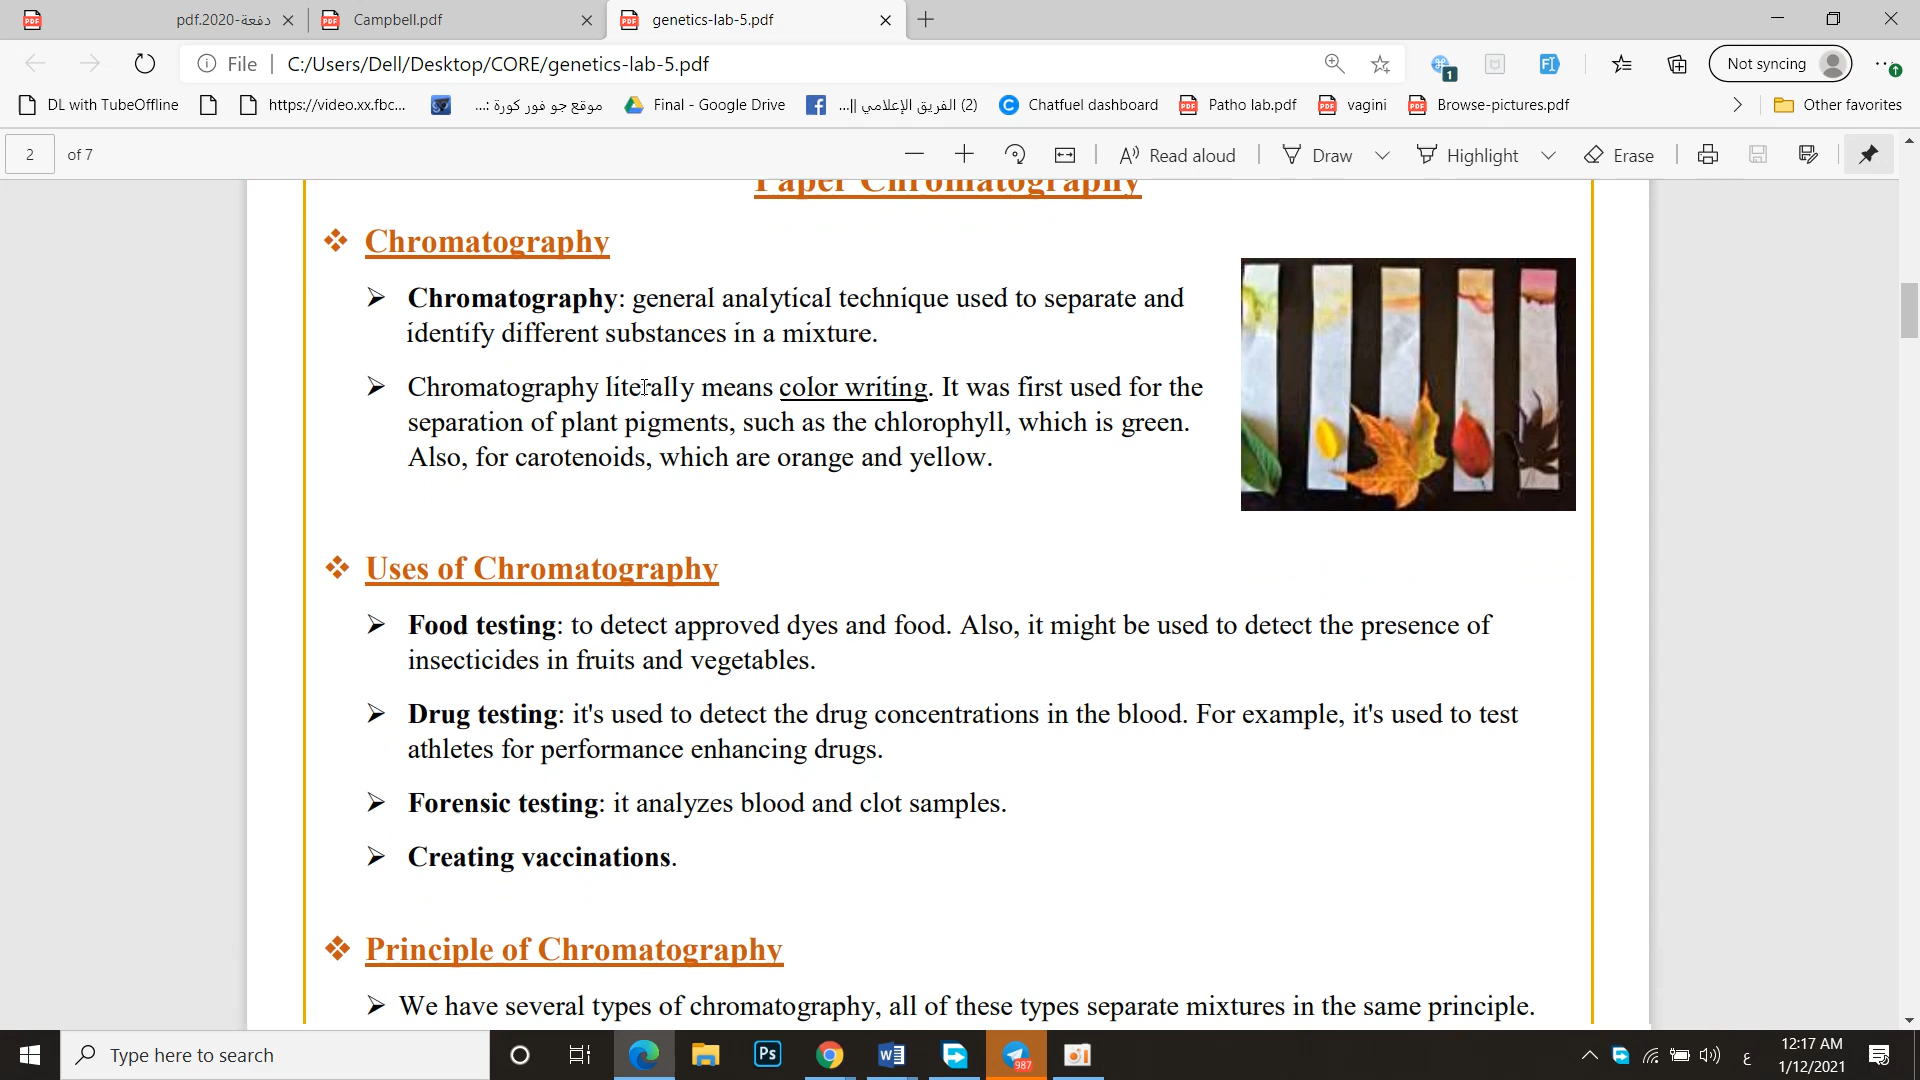 دفعة-2020.pdf
Campbell.pdf
genetics-lab-5.pdf
File
C:/Users/Dell/Desktop/CORE/genetics-lab-5.pdf
1
Not syncing
DL with TubeOffline
https://video.xx.fbc...
موقع جو فور كورة :...
Final - Google Drive
(2) الفريق الإعلامي ||...
Chatfuel dashboard
Patho lab.pdf
vagini
Browse-pictures.pdf
Other favorites
2 of 7
Read aloud
Draw
Highlight
Erase
Paper Chromatography
Chromatography
Chromatography: general analytical technique used to separate and
identify different substances in a mixture.
Chromatography literally means color writing. It was first used for the
separation of plant pigments, such as the chlorophyll, which is green.
Also, for carotenoids, which are orange and yellow.
Uses of Chromatography
Food testing: to detect approved dyes and food. Also, it might be used to detect the presence of
insecticides in fruits and vegetables.
Drug testing: it's used to detect the drug concentrations in the blood. For example, it's used to test
athletes for performance enhancing drugs.
Forensic testing: it analyzes blood and clot samples.
Creating vaccinations.
Principle of Chromatography
We have several types of chromatography, all of these types separate mixtures in the same principle.
Type here to search
Ps
987
ع
12:17 AM
1/12/2021